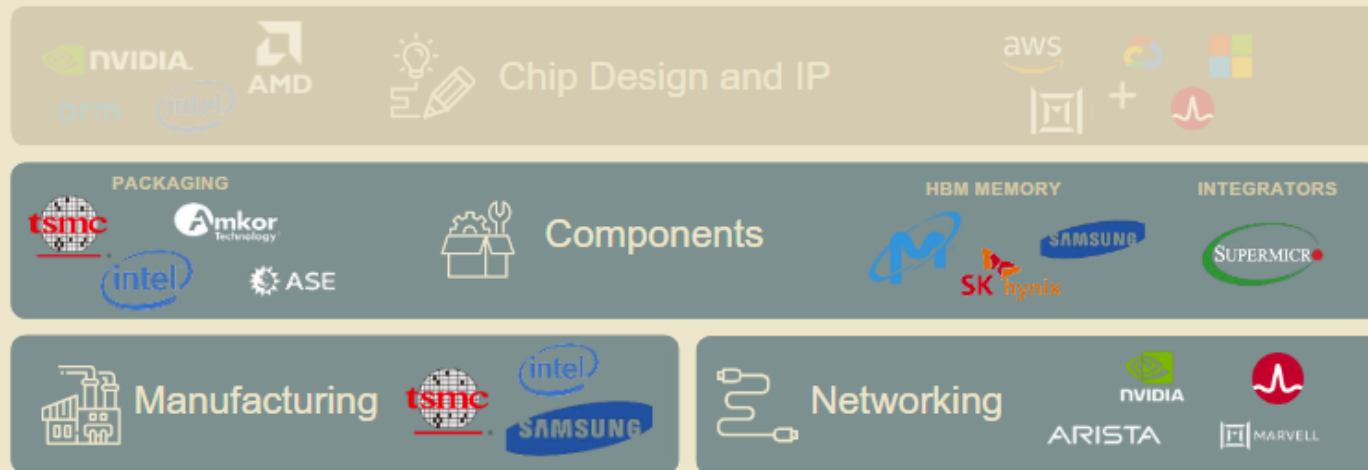 NVIDIA.
AMD
arm
intel
Chip Design and IP
aws
+
PACKAGING
tsmc
Amkor
Technology
intel
ASE
Components
HBM MEMORY
SAMSUNG
SK hynix
INTEGRATORS
SUPERMICRO
Manufacturing
tsmc
intel
SAMSUNG
Networking
NVIDIA
ARISTA
MARVELL